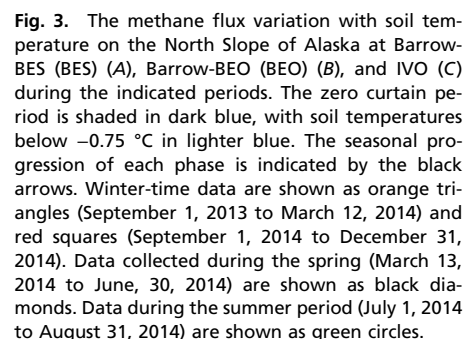 Fig. 3. The methane flux variation with soil tem-
perature on the North Slope of Alaska at Barrow-
BES (BES) (A), Barrow-BEO (BEO) (B), and IVO (C)
during the indicated periods. The zero curtain pe-
riod is shaded in dark blue, with soil temperatures
below −0.75 °C in lighter blue. The seasonal pro-
gression of each phase is indicated by the black
arrows. Winter-time data are shown as orange tri-
angles (September 1, 2013 to March 12, 2014) and
red squares (September 1, 2014 to December 31,
2014). Data collected during the spring (March 13,
2014 to June, 30, 2014) are shown as black dia-
monds. Data during the summer period (July 1, 2014
to August 31, 2014) are shown as green circles.